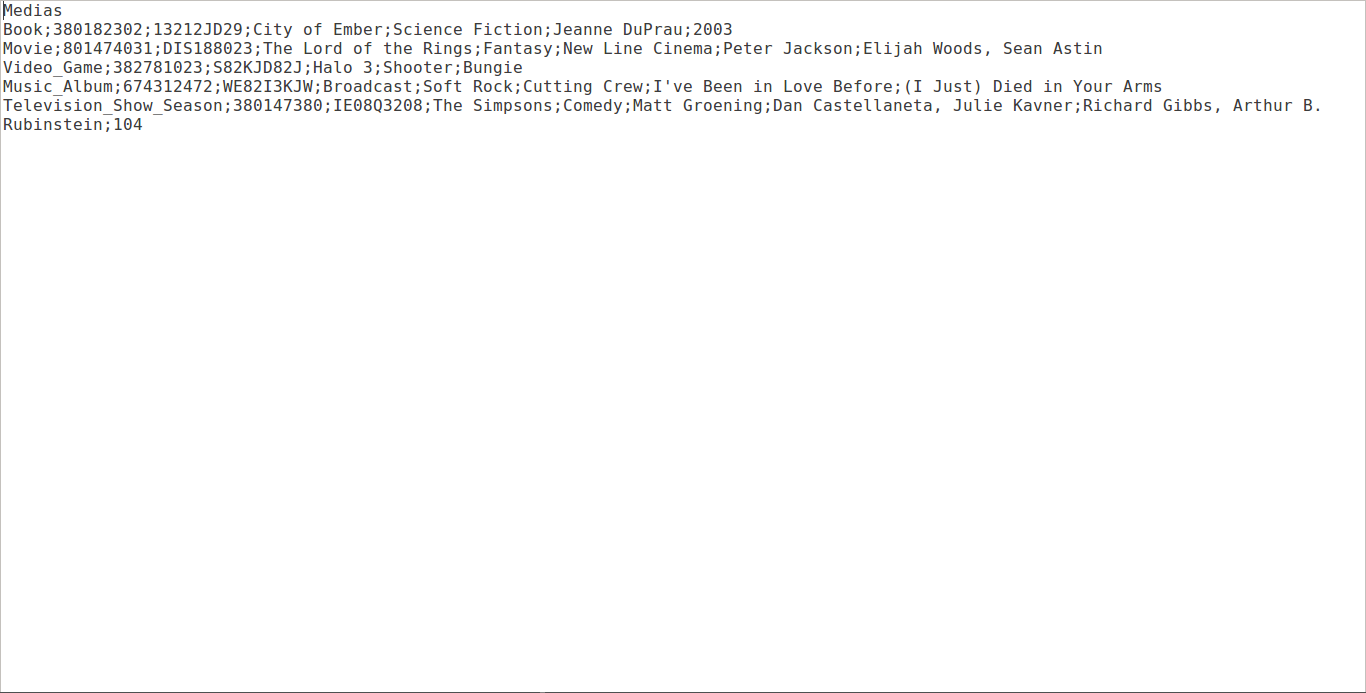 Medias
Book;380182302;13212JD29;City of Ember;Science Fiction;Jeanne DuPrau;2003
Movie;801474031;DIS188023;The Lord of the Rings;Fantasy;New Line Cinema;Peter Jackson;Elijah Woods, Sean Astin
Video_Game;382781023;S82KJD82J;Halo 3;Shooter;Bungie
Music_Album;674312472;WE82I3KJW;Broadcast;Soft Rock;Cutting Crew;I've Been in Love Before;(I Just) Died in Your Arms
Television_Show_Season;380147380;IE08Q3208;The Simpsons;Comedy;Matt Groening;Dan Castellaneta, Julie Kavner;Richard Gibbs, Arthur B.
Rubinstein;104